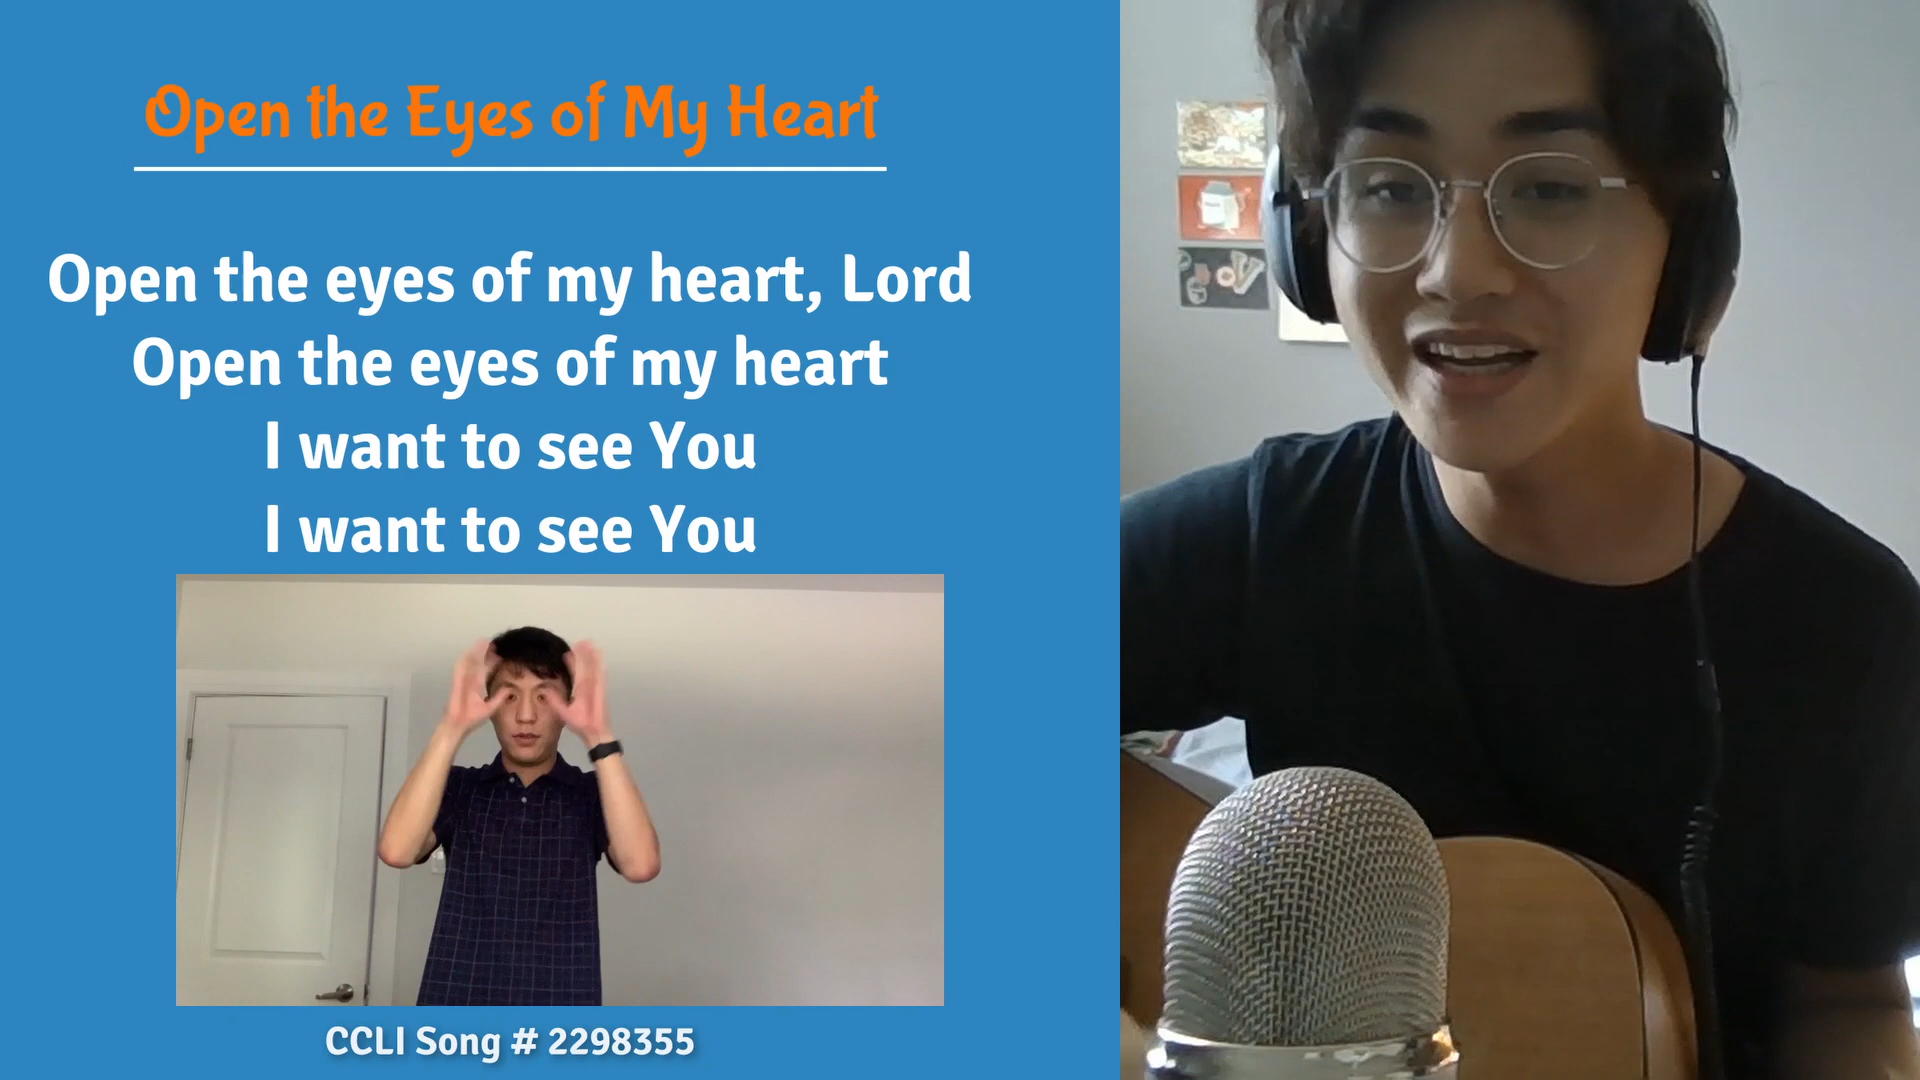 Open the Eyes of My Heart
Open the eyes of my heart, Lord
Open the eyes of my heart
I want to see You
I want to see You
CCLI Song # 2298355